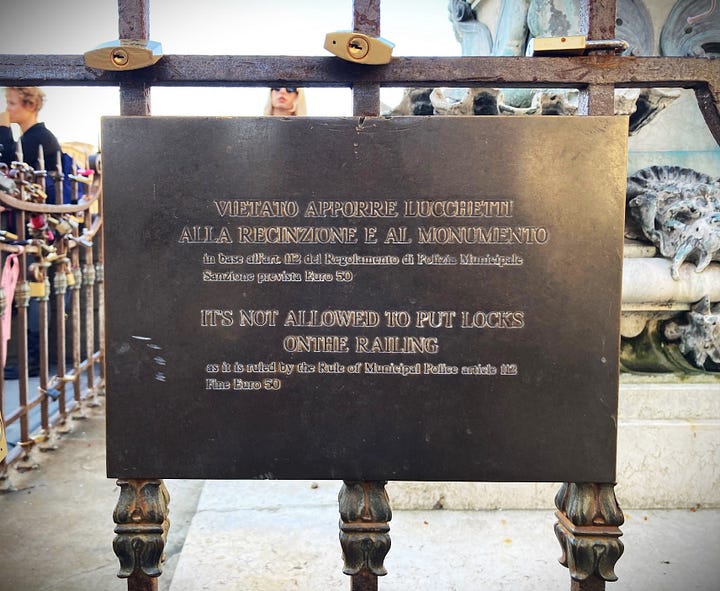 VIETATO APPORRE LUCCHETTI
ALLA RECINZIONE E AL MONUMENTO
in base all'art. 112 del Regolamento di Polizia Municipale
Sanzione prevista Euro 50
IT'S NOT ALLOWED TO PUT LOCKS
ONTHE RAILING
as it is ruled by the Rule of Municipal Police article 112
Fine Euro 50